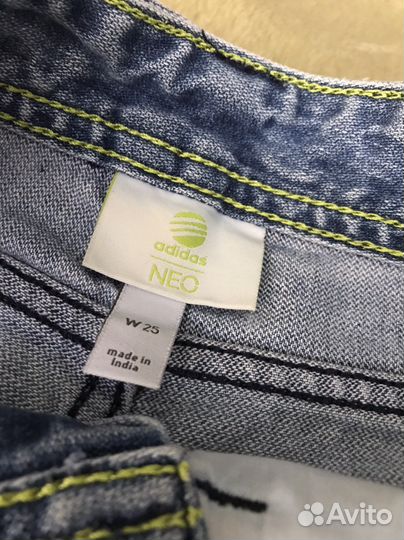 adidas
NEO
W 25
made in
India
Avito